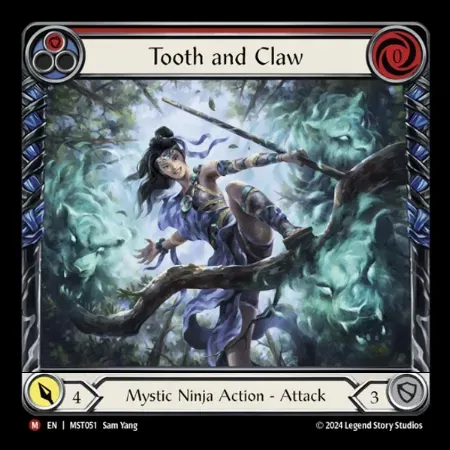 Tooth and Claw
0
4
Mystic Ninja Action - Attack
3
M EN | MST051 Sam Yang
© 2024 Legend Story Studios